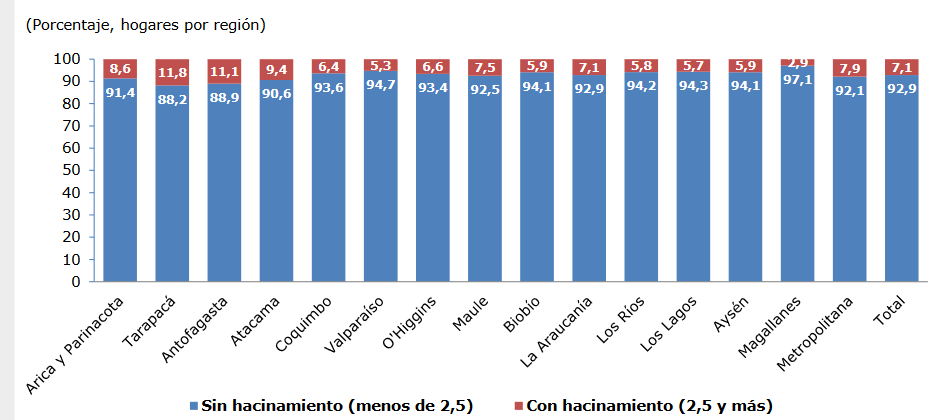 (Porcentaje, hogares por región)
100
90
80
70
60
50
40
30
20
10
0
8,6 11,8 11,1 9,4 6,4 5,3 6,6 7,5 5,9 7,1 5,8 5,7 5,9 2,9 7,9 7,1
91,4 88,2 88,9 90,6 93,6 94,7 93,4 92,5 94,1 92,9 94,2 94,3 94,1 97,1 92,1 92,9
Arica y Parinacota
Tarapacá
Antofagasta
Atacama
Coquimbo
Valparaíso
O'Higgins
Maule
Biobío
La Araucanía
Los Ríos
Los Lagos
Aysén
Magallanes
Metropolitana
Total
Sin hacinamiento (menos de 2,5) Con hacinamiento (2,5 y más)